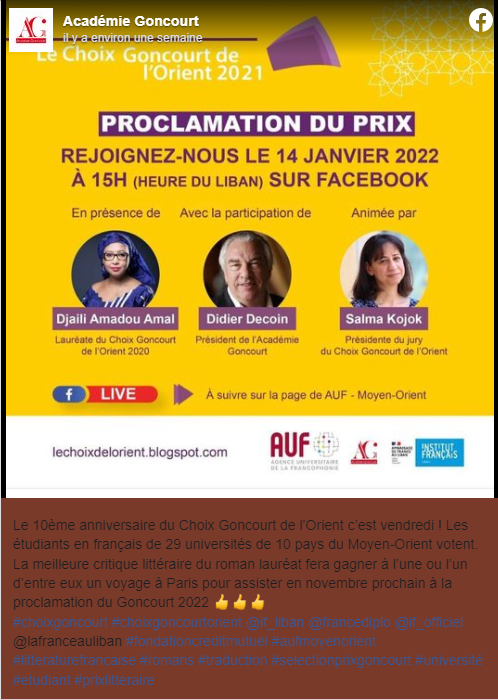 Académie Goncourt
il y a environ une semaine
Le Choix Goncourt de
l'Orient 2021
PROCLAMATION DU PRIX
REJOIGNEZ-NOUS LE 14 JANVIER 2022
À 15H (HEURE DU LIBAN) SUR FACEBOOK
En présence de
Avec la participation de
Animée par
Djaili Amadou Amal
Didier Decoin
Salma Kojok
Lauréate du Choix Goncourt
de l'Orient 2020
Président de l'Académie
Goncourt
Présidente du jury
du Choix Goncourt de l'Orient
f LIVE
À suivre sur la page de AUF - Moyen-Orient
lechoixdelorient.blogspot.com
AUF
AGENCE UNIVERSITAIRE
DE LA FRANCOPHONIE
AG
INSTITUT
FRANÇAIS
Le 10ème anniversaire du Choix Goncourt de l'Orient c'est vendredi ! Les
étudiants en français de 29 universités de 10 pays du Moyen-Orient votent.
La meilleure critique littéraire du roman lauréat fera gagner à l'une ou l'un
d'entre eux un voyage à Paris pour assister en novembre prochain à la
proclamation du Goncourt 2022 👍👍👍
#choixgoncourt #choixgoncourtorient @if_liban @francediplo @if_officiel
@lafranceauliban #fondationcreditmutuel #aufmoyenorient
#litteraturefrançaise #romans #traduction #selectionprixgoncourt #université
#étudiant #prixlitteraire